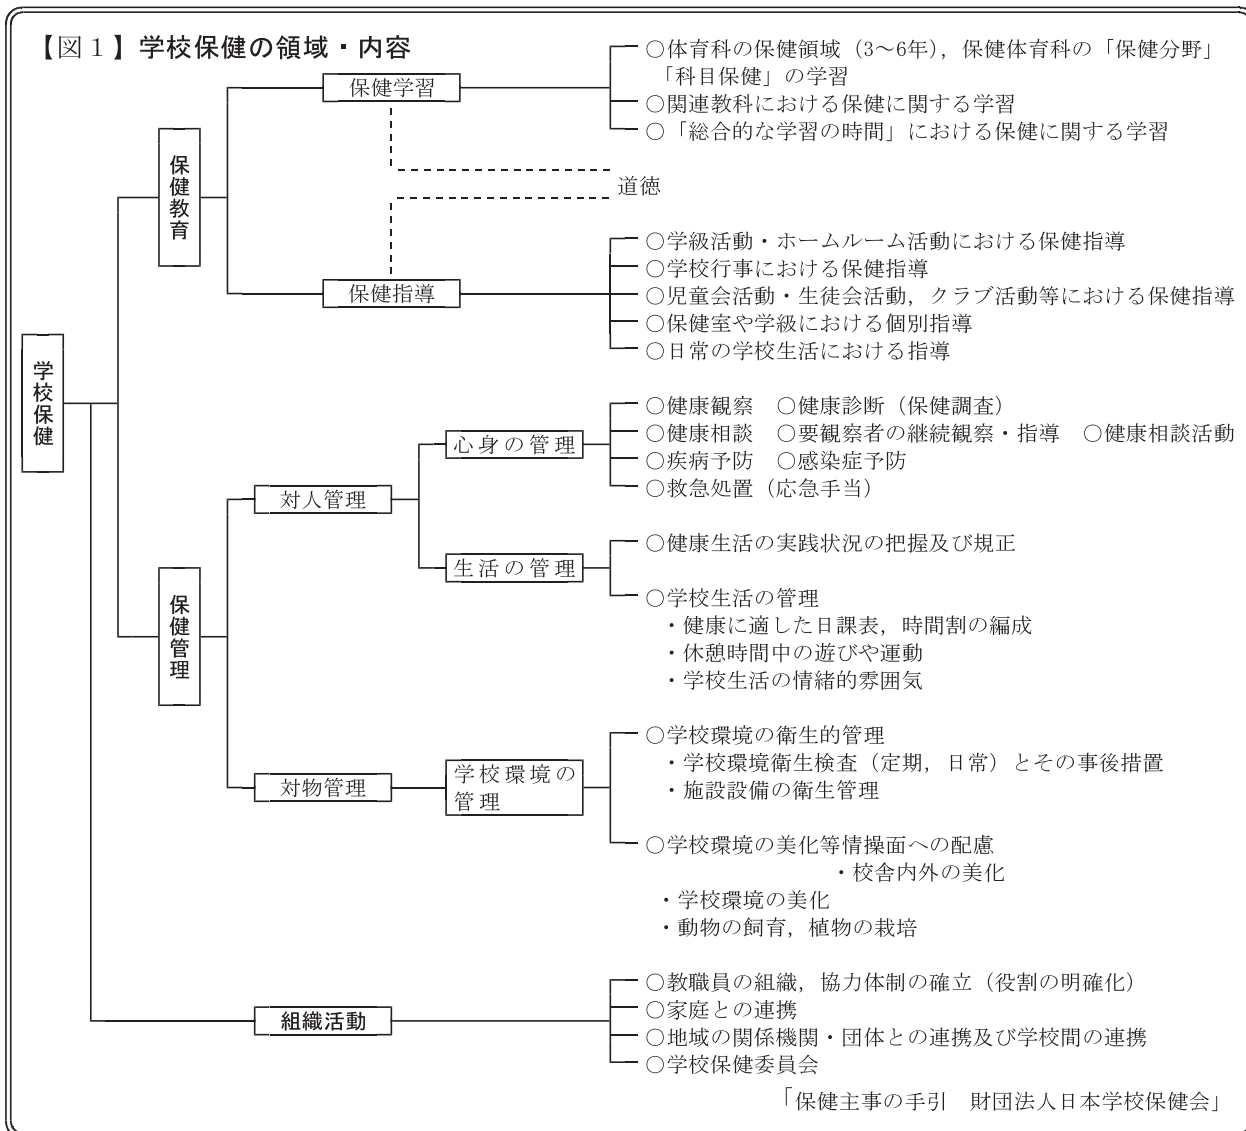 【図１】学校保健の領域・内容
学校保健
保健教育
保健学習
○体育科の保健領域（3〜6年），保健体育科の「保健分野」
「科目保健」の学習
○関連教科における保健に関する学習
○「総合的な学習の時間」における保健に関する学習
道徳
保健指導
○学級活動・ホームルーム活動における保健指導
○学校行事における保健指導
○児童会活動・生徒会活動，クラブ活動等における保健指導
○保健室や学級における個別指導
○日常の学校生活における指導
保健管理
対人管理
心身の管理
○健康観察　○健康診断（保健調査）
○健康相談　○要観察者の継続観察・指導　○健康相談活動
○疾病予防　○感染症予防
○救急処置（応急手当）
生活の管理
○健康生活の実践状況の把握及び規正
○学校生活の管理
・健康に適した日課表，時間割の編成
・休憩時間中の遊びや運動
・学校生活の情緒的雰囲気
対物管理
学校環境の
管理
○学校環境の衛生的管理
・学校環境衛生検査（定期，日常）とその事後措置
・施設設備の衛生管理
○学校環境の美化等情操面への配慮
・校舎内外の美化
・学校環境の美化
・動物の飼育，植物の栽培
組織活動
○教職員の組織，協力体制の確立（役割の明確化）
○家庭との連携
○地域の関係機関・団体との連携及び学校間の連携
○学校保健委員会
「保健主事の手引　財団法人日本学校保健会」